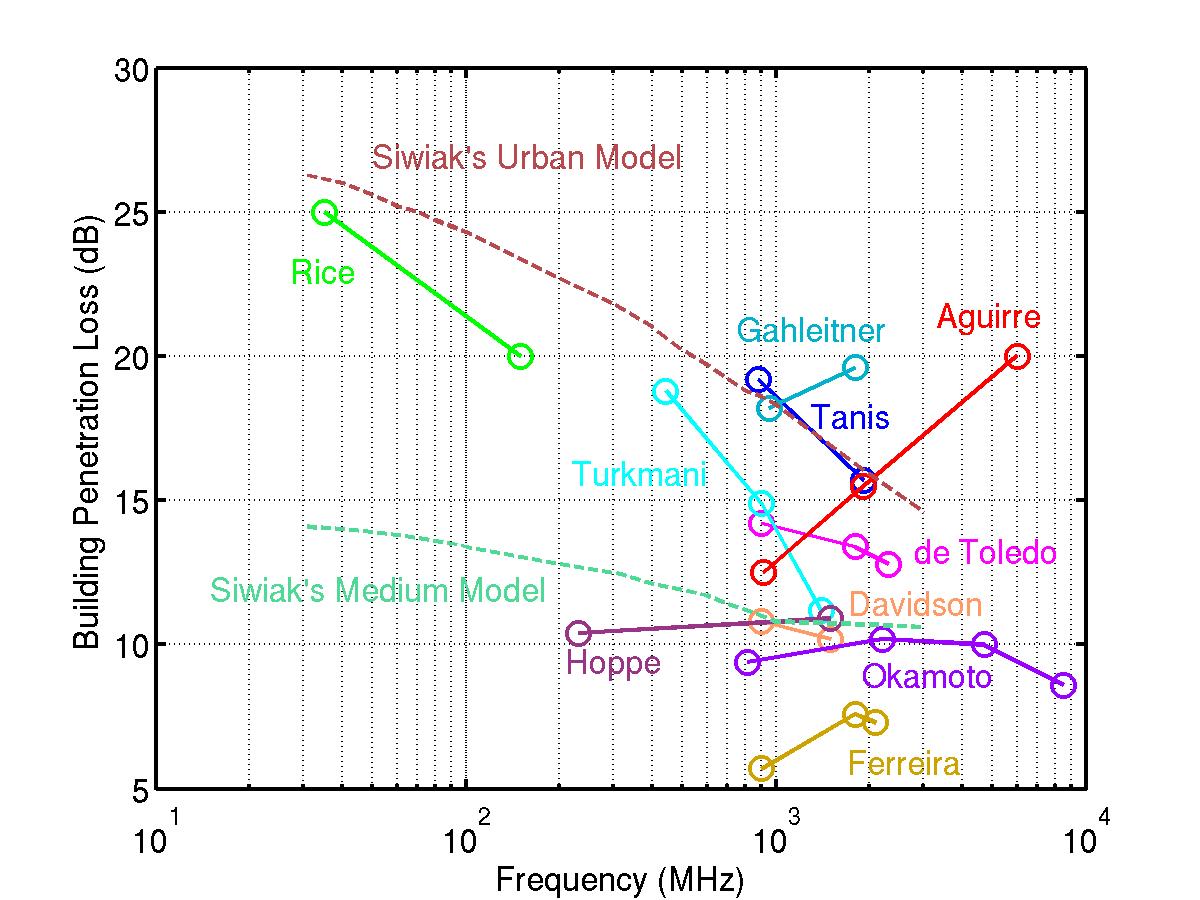 30
25
20
15
10
5
Building Penetration Loss (dB)
Siwiak's Urban Model
Rice
Gahleitner
Aguirre
Tanis
Turkmani
de Toledo
Siwiak's Medium Model
Davidson
Hoppe
Okamoto
Ferreira
10^1
10^2
10^3
10^4
Frequency (MHz)